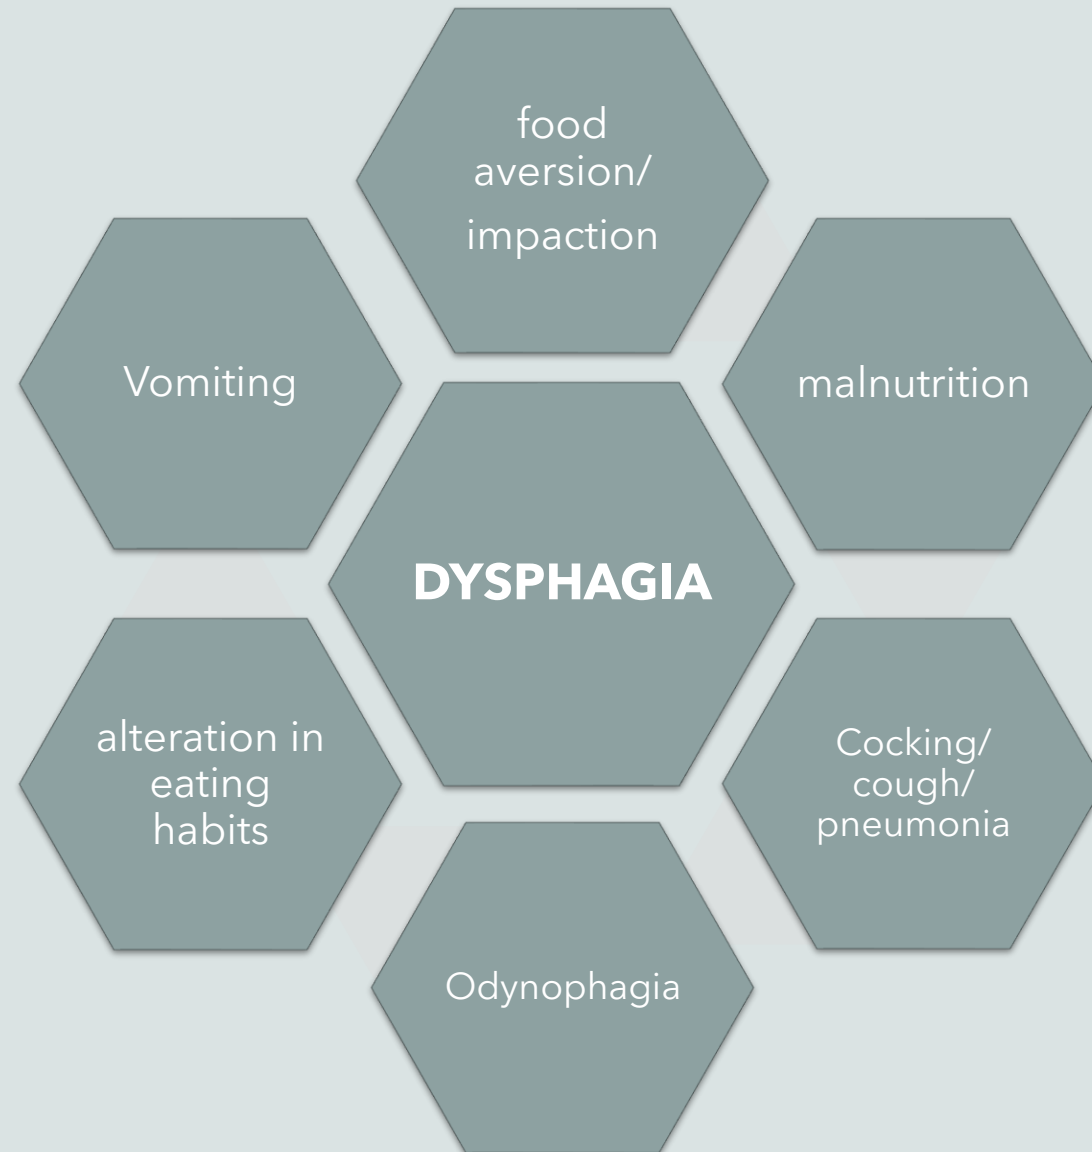 food
aversion/
impaction
Vomiting
malnutrition
DYSPHAGIA
alteration in
eating
habits
Cocking/
cough/
pneumonia
Odynophagia